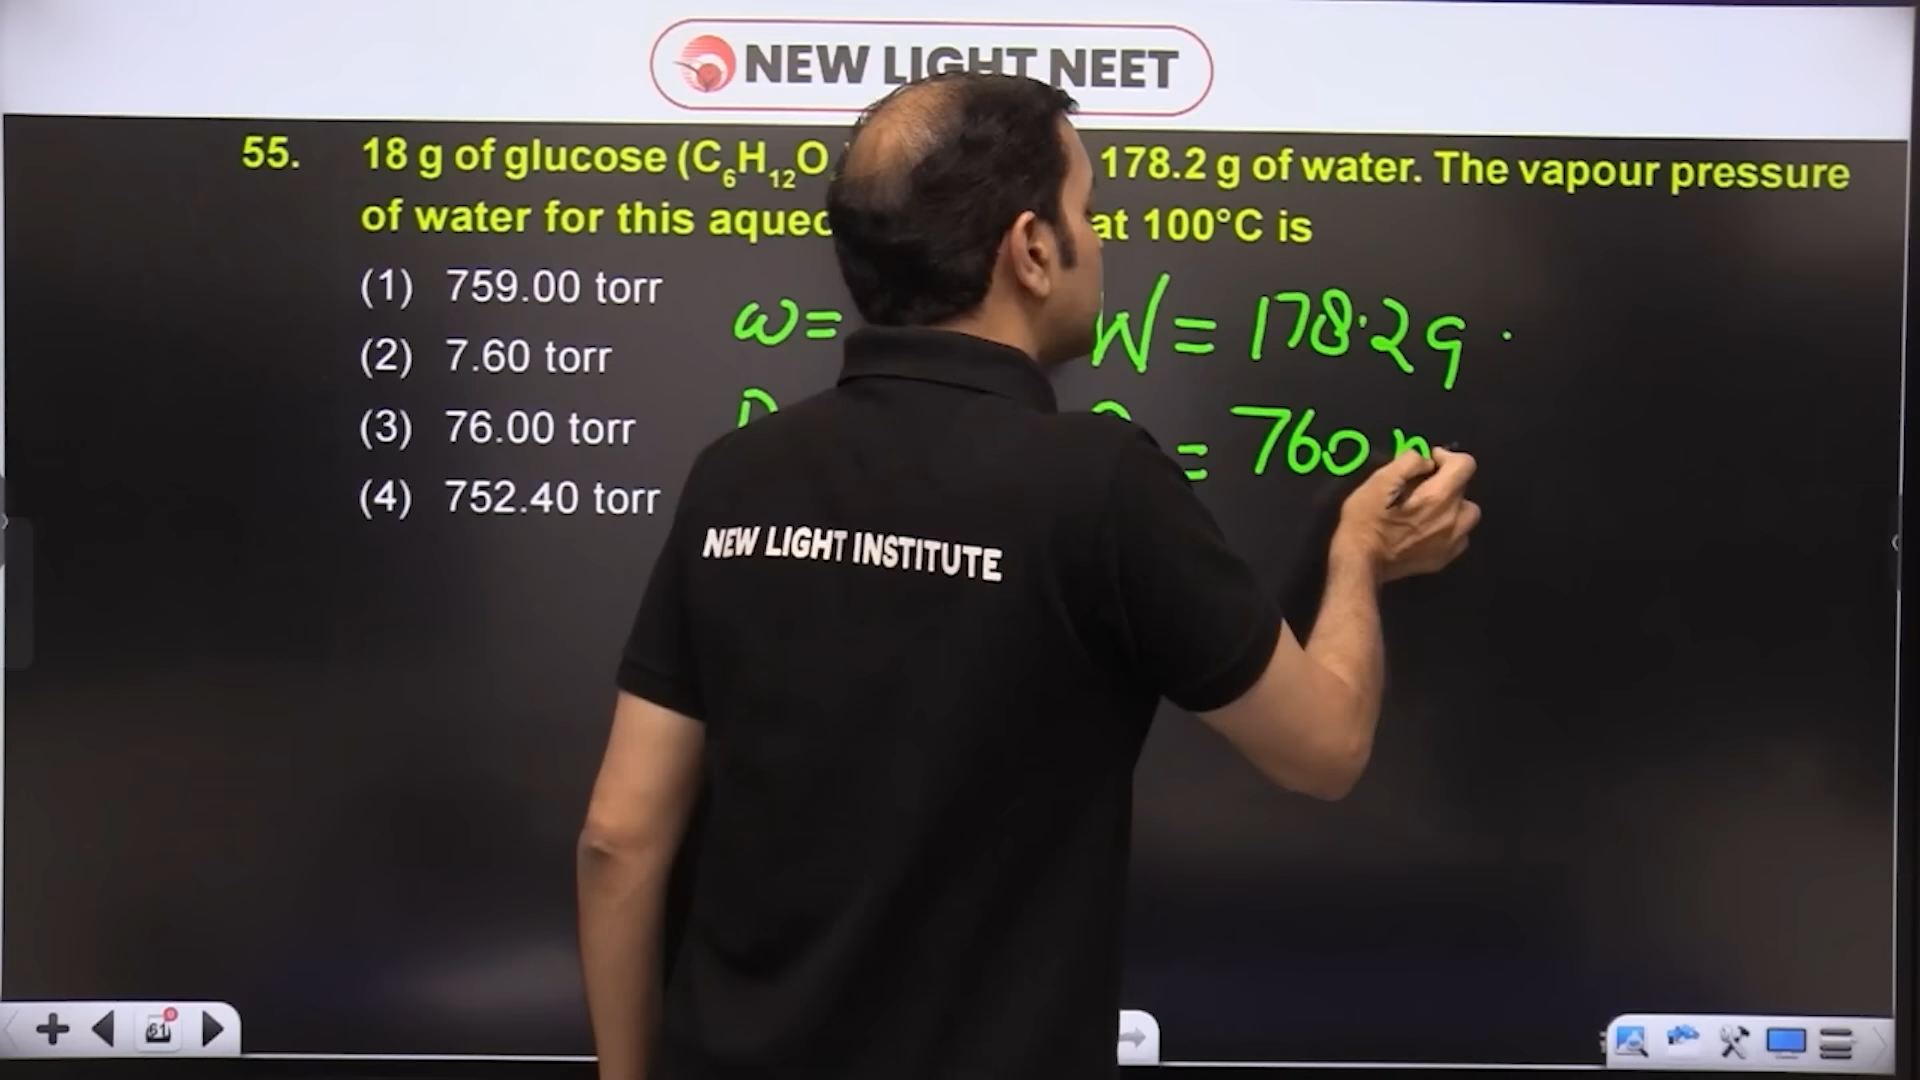 NEW LIGHT NEET
55. 18 g of glucose (C6H12O 178.2 g of water. The vapour pressure
of water for this at 100°C is
(1) 759.00 torr
(2) 7.60 torr
(3) 76.00 torr
(4) 752.40 torr
ω= W = 178.2g
= 760
NEW LIGHT INSTITUTE
61